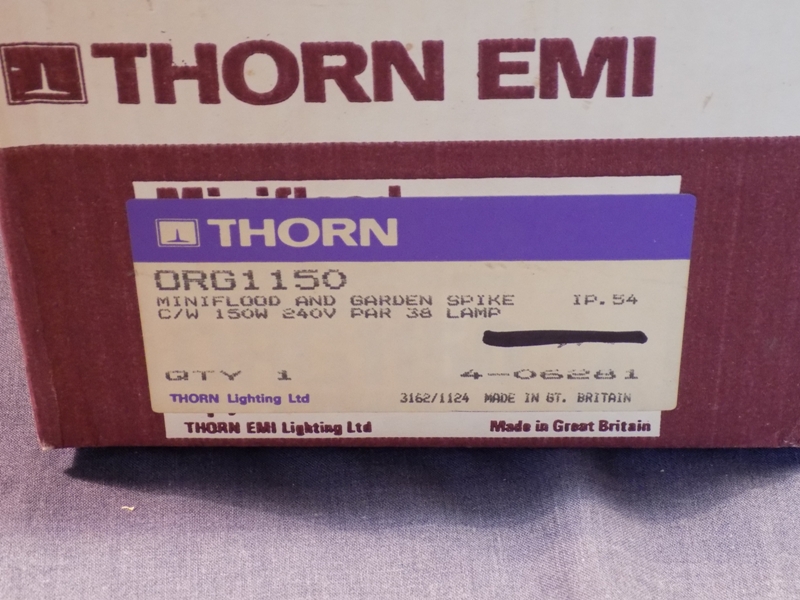 THORN EMI
Miniflood
THORN
ORG1150
MINIFLOOD AND GARDEN SPIKE IP.54
C/W 150W 240V PAR 38 LAMP
QTY 1 4-06281
THORN Lighting Ltd 3162/1124 MADE IN GT. BRITAIN
THORN EMI Lighting Ltd Made in Great Britain